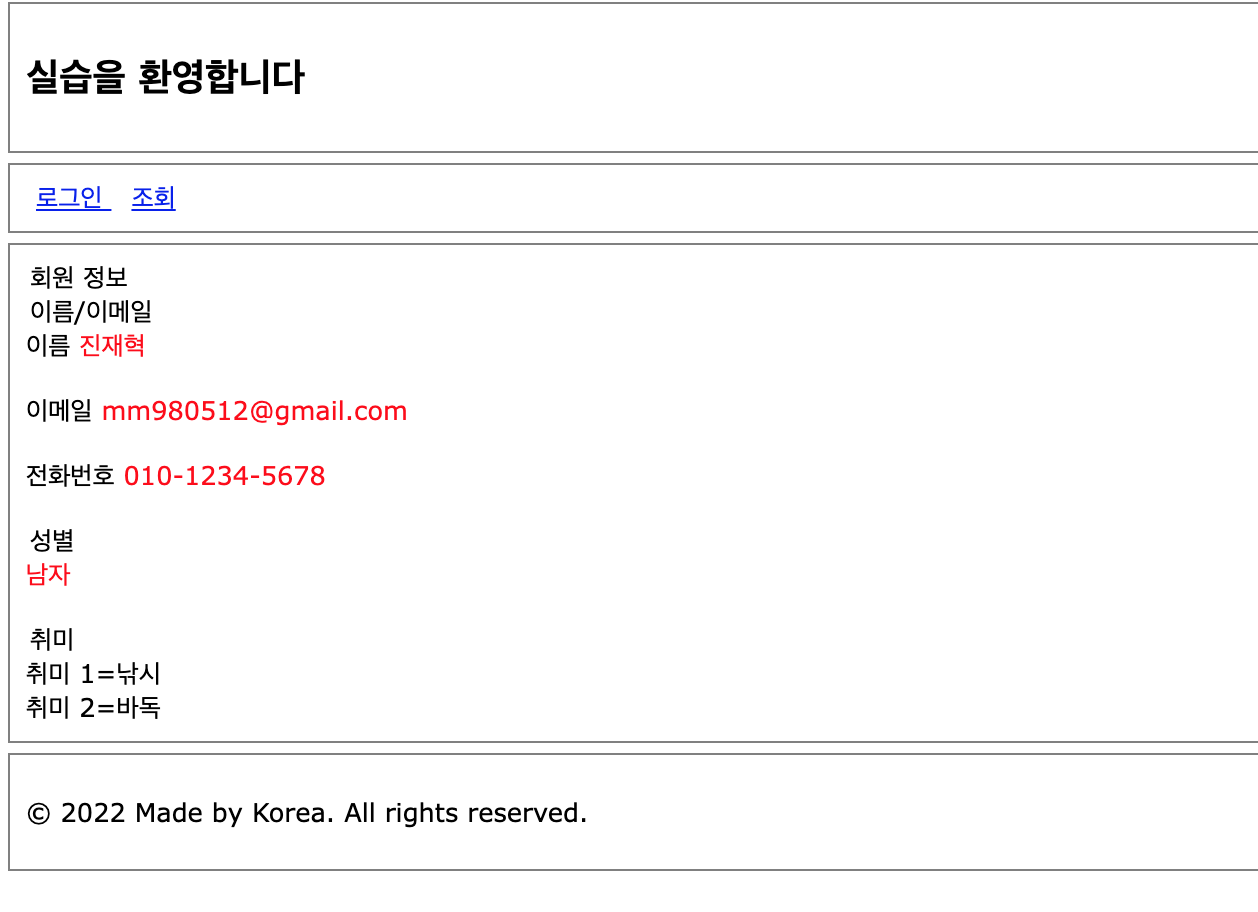 실습을 환영합니다
로그인 조회
회원 정보
이름/이메일
이름 진재혁
이메일 mm980512@gmail.com
전화번호 010-1234-5678
성별
남자
취미
취미 1=낚시
취미 2=바독
© 2022 Made by Korea. All rights reserved.